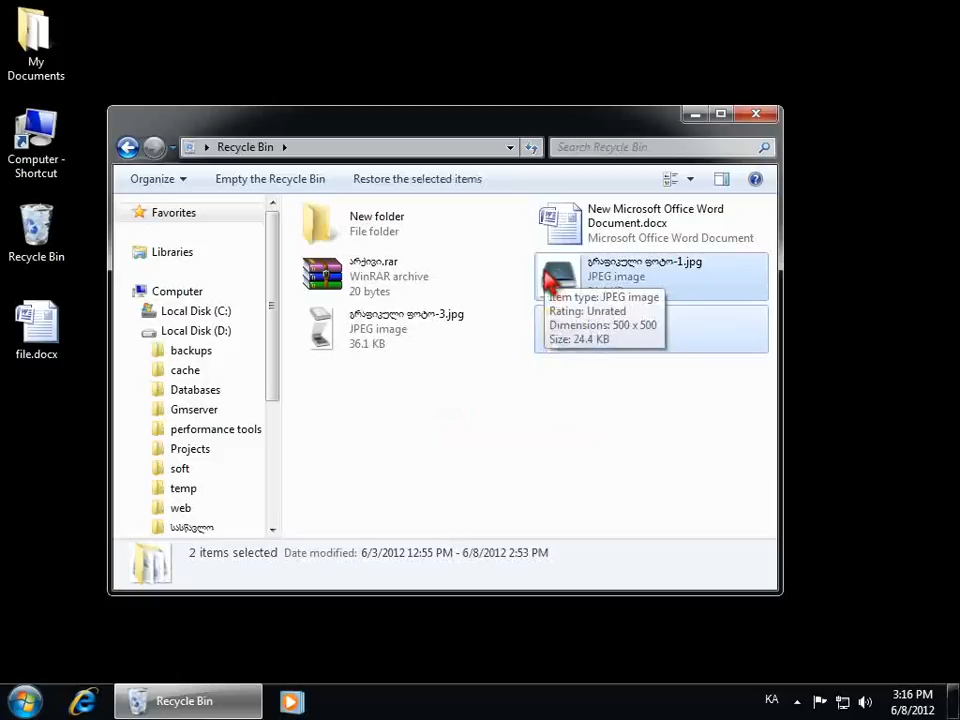 My
Documents
Computer -
Shortcut
Recycle Bin
file.docx
Recycle Bin
Search Recycle Bin
Organize
Empty the Recycle Bin
Restore the selected items
Favorites
Libraries
Computer
Local Disk (C:)
Local Disk (D:)
backups
cache
Databases
Gmserver
performance tools
Projects
soft
temp
web
სასწავლო
New folder
File folder
New Microsoft Office Word
Document.docx
Microsoft Office Word Document
არქივი.rar
WinRAR archive
20 bytes
გრაფიკული ფოტო-1.jpg
JPEG image
გრაფიკული ფოტო-3.jpg
JPEG image
36.1 KB
Item type: JPEG image
Rating: Unrated
Dimensions: 500 x 500
Size: 24.4 KB
2 items selected Date modified: 6/3/2012 12:55 PM - 6/8/2012 2:53 PM
Recycle Bin
KA
3:16 PM
6/8/2012